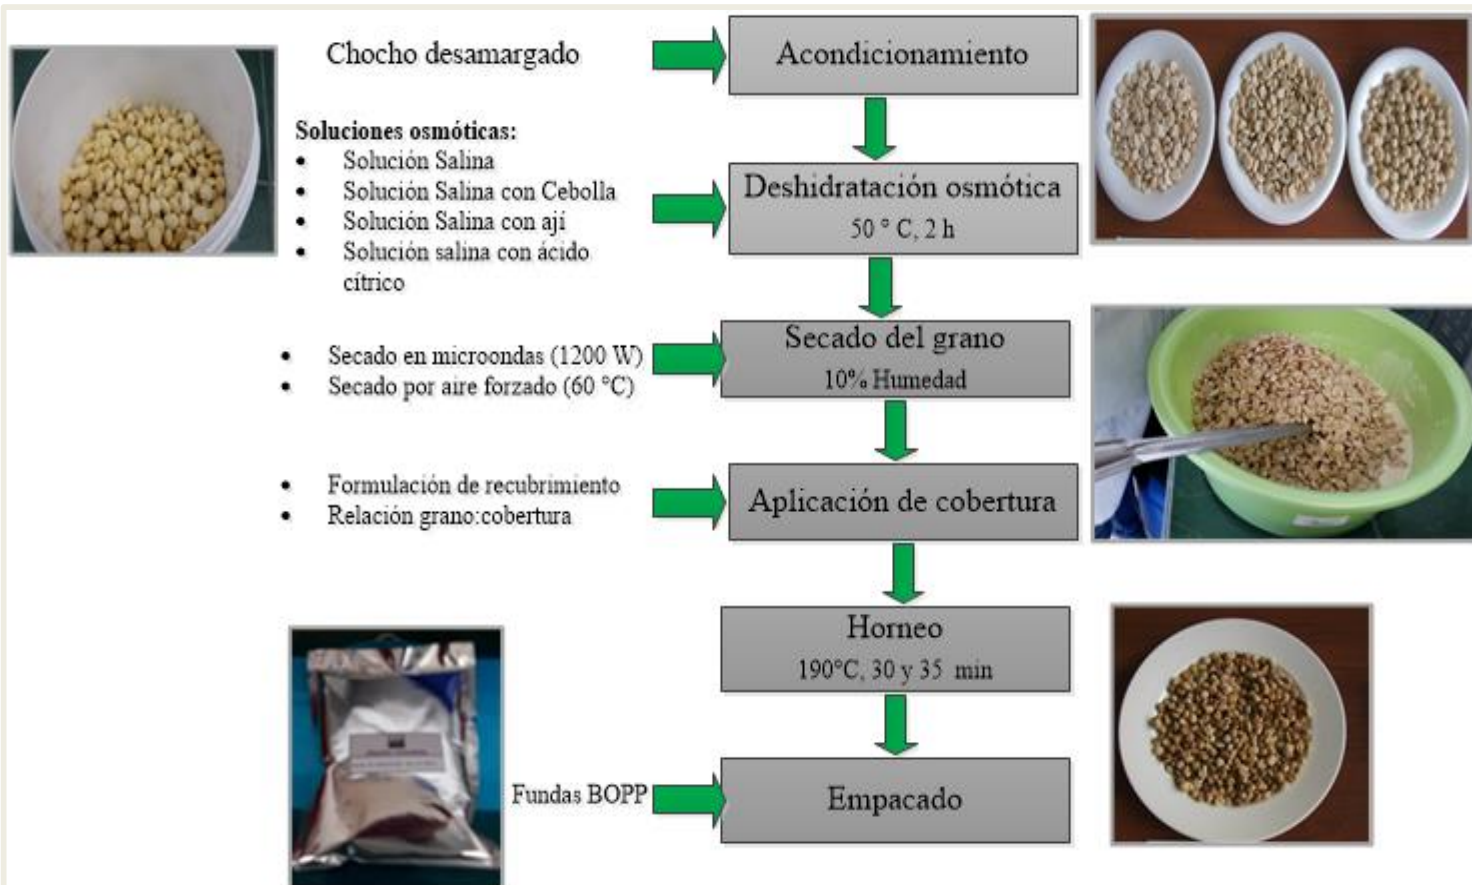 Chocho desamargado
Acondicionamiento
Soluciones osmóticas:
• Solución Salina
• Solución Salina con Cebolla
• Solución Salina con ají
• Solución salina con ácido
cítrico
Deshidratación osmótica
50 ° C, 2 h
• Secado en microondas (1200 W)
• Secado por aire forzado (60 °C)
Secado del grano
10% Humedad
• Formulación de recubrimiento
• Relación grano:cobertura
Aplicación de cobertura
Horneo
190°C, 30 y 35 min
Fundas BOPP
Empacado